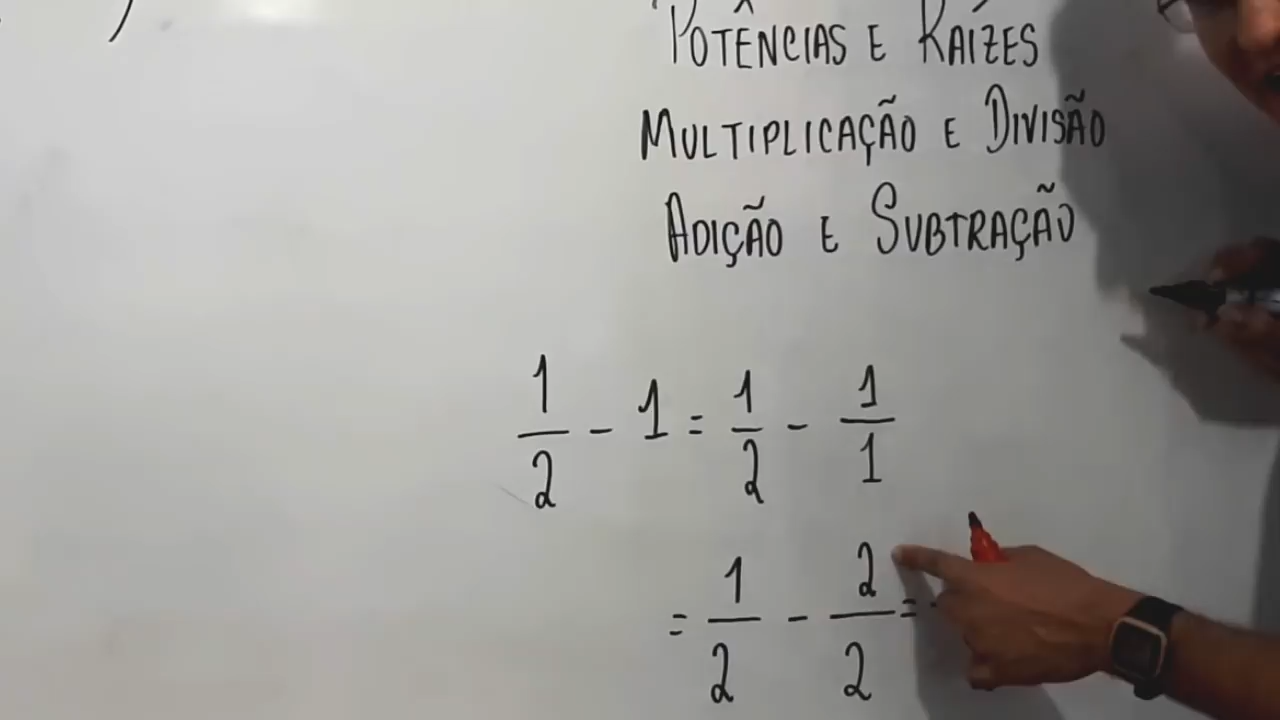 )
POTÊNCIAS E RAÍZES
MULTIPLICAÇÃO E DIVISÃO
ADIÇÃO E SUBTRAÇÃO
1/2 - 1 = 1/2 - 1/1
= 1/2 - 2/2 = -